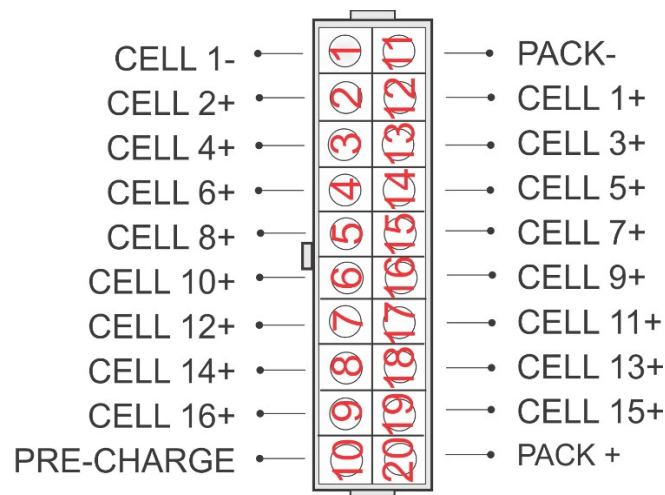 CELL 1- 1 11 PACK-
CELL 2+ 2 12 CELL 1+
CELL 4+ 3 13 CELL 3+
CELL 6+ 4 14 CELL 5+
CELL 8+ 5 15 CELL 7+
CELL 10+ 6 16 CELL 9+
CELL 12+ 7 17 CELL 11+
CELL 14+ 8 18 CELL 13+
CELL 16+ 9 19 CELL 15+
PRE-CHARGE 10 20 PACK +